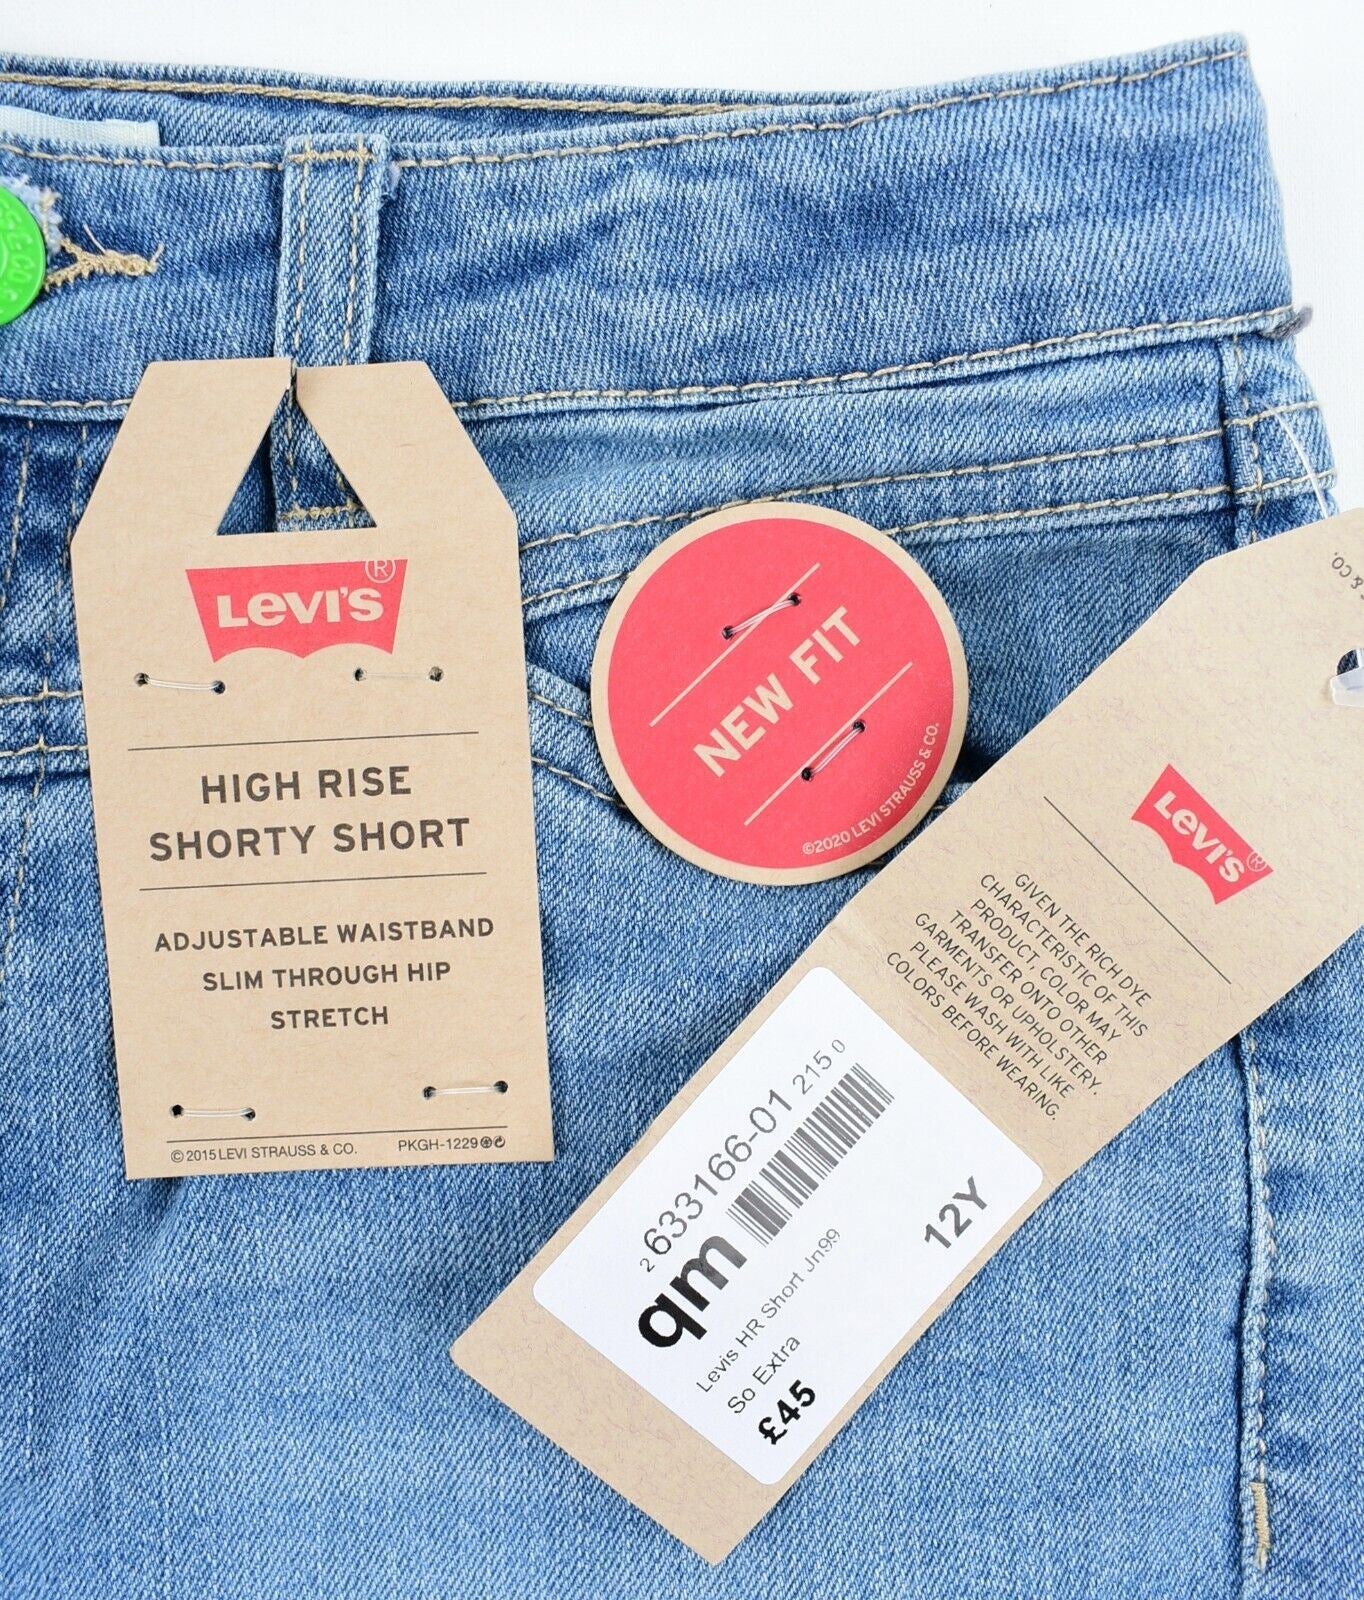 LEVI'S ®
HIGH RISE
SHORTY SHORT
ADJUSTABLE WAISTBAND
SLIM THROUGH HIP
STRETCH
© 2015 LEVI STRAUSS & CO.
PKGH-1229
NEW FIT
©2020 LEVI STRAUSS & CO.
& CO.
LEVI'S ®
GIVEN THE RICH DYE
CHARACTERISTIC OF THIS
PRODUCT, COLOR MAY
TRANSFER ONTO OTHER
GARMENTS OR UPHOLSTERY.
PLEASE WASH WITH LIKE
COLORS BEFORE WEARING.
2 633166-01 215 0
qm
12Y
Levis HR Short Jn99
So Extra
£45
& CO.